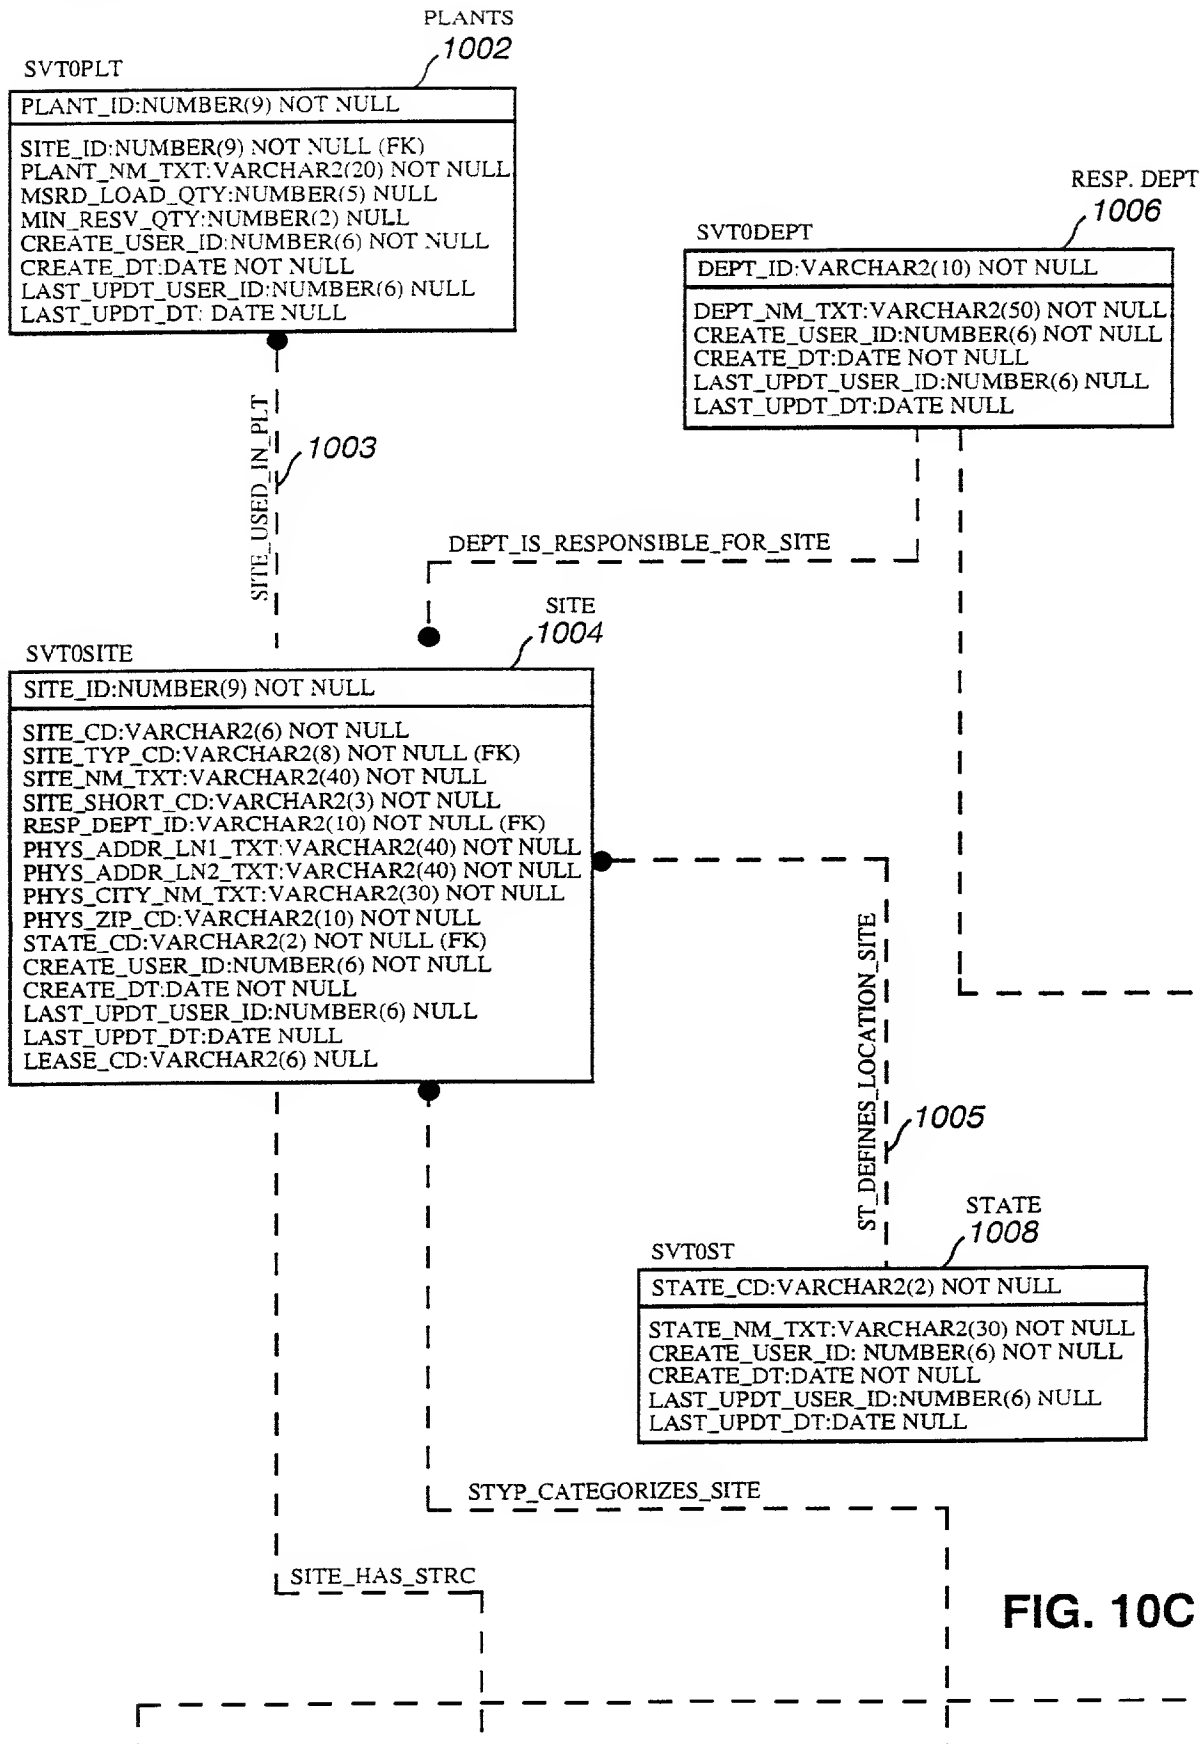 PLANTS
1002
SVT0PLT
PLANT_ID:NUMBER(9) NOT NULL
SITE_ID:NUMBER(9) NOT NULL (FK)
PLANT_NM_TXT:VARCHAR2(20) NOT NULL
MSRD_LOAD_QTY:NUMBER(5) NULL
MIN_RESV_QTY:NUMBER(2) NULL
CREATE_USER_ID:NUMBER(6) NOT NULL
CREATE_DT:DATE NOT NULL
LAST_UPDT_USER_ID:NUMBER(6) NULL
LAST_UPDT_DT: DATE NULL
RESP. DEPT
1006
SVT0DEPT
DEPT_ID:VARCHAR2(10) NOT NULL
DEPT_NM_TXT:VARCHAR2(50) NOT NULL
CREATE_USER_ID:NUMBER(6) NOT NULL
CREATE_DT:DATE NOT NULL
LAST_UPDT_USER_ID:NUMBER(6) NULL
LAST_UPDT_DT:DATE NULL
SITE_USED_IN_PLT
1003
DEPT_IS_RESPONSIBLE_FOR_SITE
SITE
1004
SVT0SITE
SITE_ID:NUMBER(9) NOT NULL
SITE_CD:VARCHAR2(6) NOT NULL
SITE_TYP_CD:VARCHAR2(8) NOT NULL (FK)
SITE_NM_TXT:VARCHAR2(40) NOT NULL
SITE_SHORT_CD:VARCHAR2(3) NOT NULL
RESP_DEPT_ID:VARCHAR2(10) NOT NULL (FK)
PHYS_ADDR_LN1_TXT:VARCHAR2(40) NOT NULL
PHYS_ADDR_LN2_TXT:VARCHAR2(40) NOT NULL
PHYS_CITY_NM_TXT:VARCHAR2(30) NOT NULL
PHYS_ZIP_CD:VARCHAR2(10) NOT NULL
STATE_CD:VARCHAR2(2) NOT NULL (FK)
CREATE_USER_ID:NUMBER(6) NOT NULL
CREATE_DT:DATE NOT NULL
LAST_UPDT_USER_ID:NUMBER(6) NULL
LAST_UPDT_DT:DATE NULL
LEASE_CD:VARCHAR2(6) NULL
ST_DEFINES_LOCATION_SITE
1005
STATE
1008
SVT0ST
STATE_CD:VARCHAR2(2) NOT NULL
STATE_NM_TXT:VARCHAR2(30) NOT NULL
CREATE_USER_ID: NUMBER(6) NOT NULL
CREATE_DT:DATE NOT NULL
LAST_UPDT_USER_ID:NUMBER(6) NULL
LAST_UPDT_DT:DATE NULL
STYP_CATEGORIZES_SITE
SITE_HAS_STRC
FIG. 10C